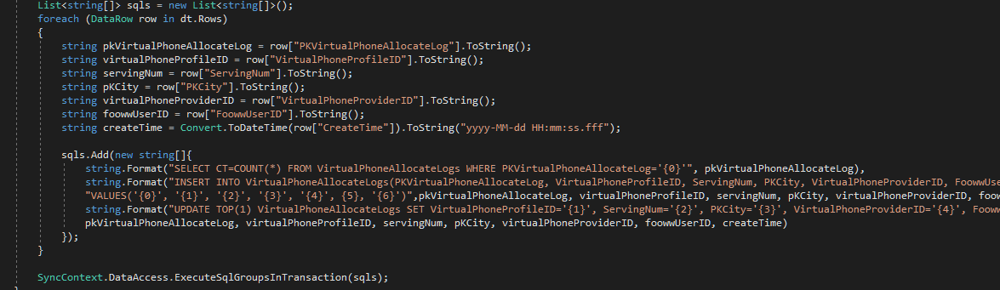 List<string[]> sqls = new List<string[]>();
foreach (DataRow row in dt.Rows)
{
string pkVirtualPhoneAllocateLog = row["PKVirtualPhoneAllocateLog"].ToString();
string virtualPhoneProfileID = row["VirtualPhoneProfileID"].ToString();
string servingNum = row["ServingNum"].ToString();
string pKCity = row["PKCity"].ToString();
string virtualPhoneProviderID = row["VirtualPhoneProviderID"].ToString();
string foowwUserID = row["FoowwUserID"].ToString();
string createTime = Convert.ToDateTime(row["CreateTime"]).ToString("yyyy-MM-dd HH:mm:ss.fff");
sqls.Add(new string[]{
string.Format("SELECT CT=COUNT(*) FROM VirtualPhoneAllocateLogs WHERE PKVirtualPhoneAllocateLog='{0}'", pkVirtualPhoneAllocateLog),
string.Format("INSERT INTO VirtualPhoneAllocateLogs(PKVirtualPhoneAllocateLog, VirtualPhoneProfileID, ServingNum, PKCity, VirtualPhoneProviderID, FoowwUs
"VALUES('{0}', '{1}', '{2}', '{3}', '{4}', {5}, '{6}')",pkVirtualPhoneAllocateLog, virtualPhoneProfileID, servingNum, pKCity, virtualPhoneProviderID, foow
string.Format("UPDATE TOP(1) VirtualPhoneAllocateLogs SET VirtualPhoneProfileID='{1}', ServingNum='{2}', PKCity='{3}', VirtualPhoneProviderID='{4}', Fooww
pkVirtualPhoneAllocateLog, virtualPhoneProfileID, servingNum, pKCity, virtualPhoneProviderID, foowwUserID, createTime)
});
}
SyncContext.DataAccess.ExecuteSqlGroupsInTransaction(sqls);